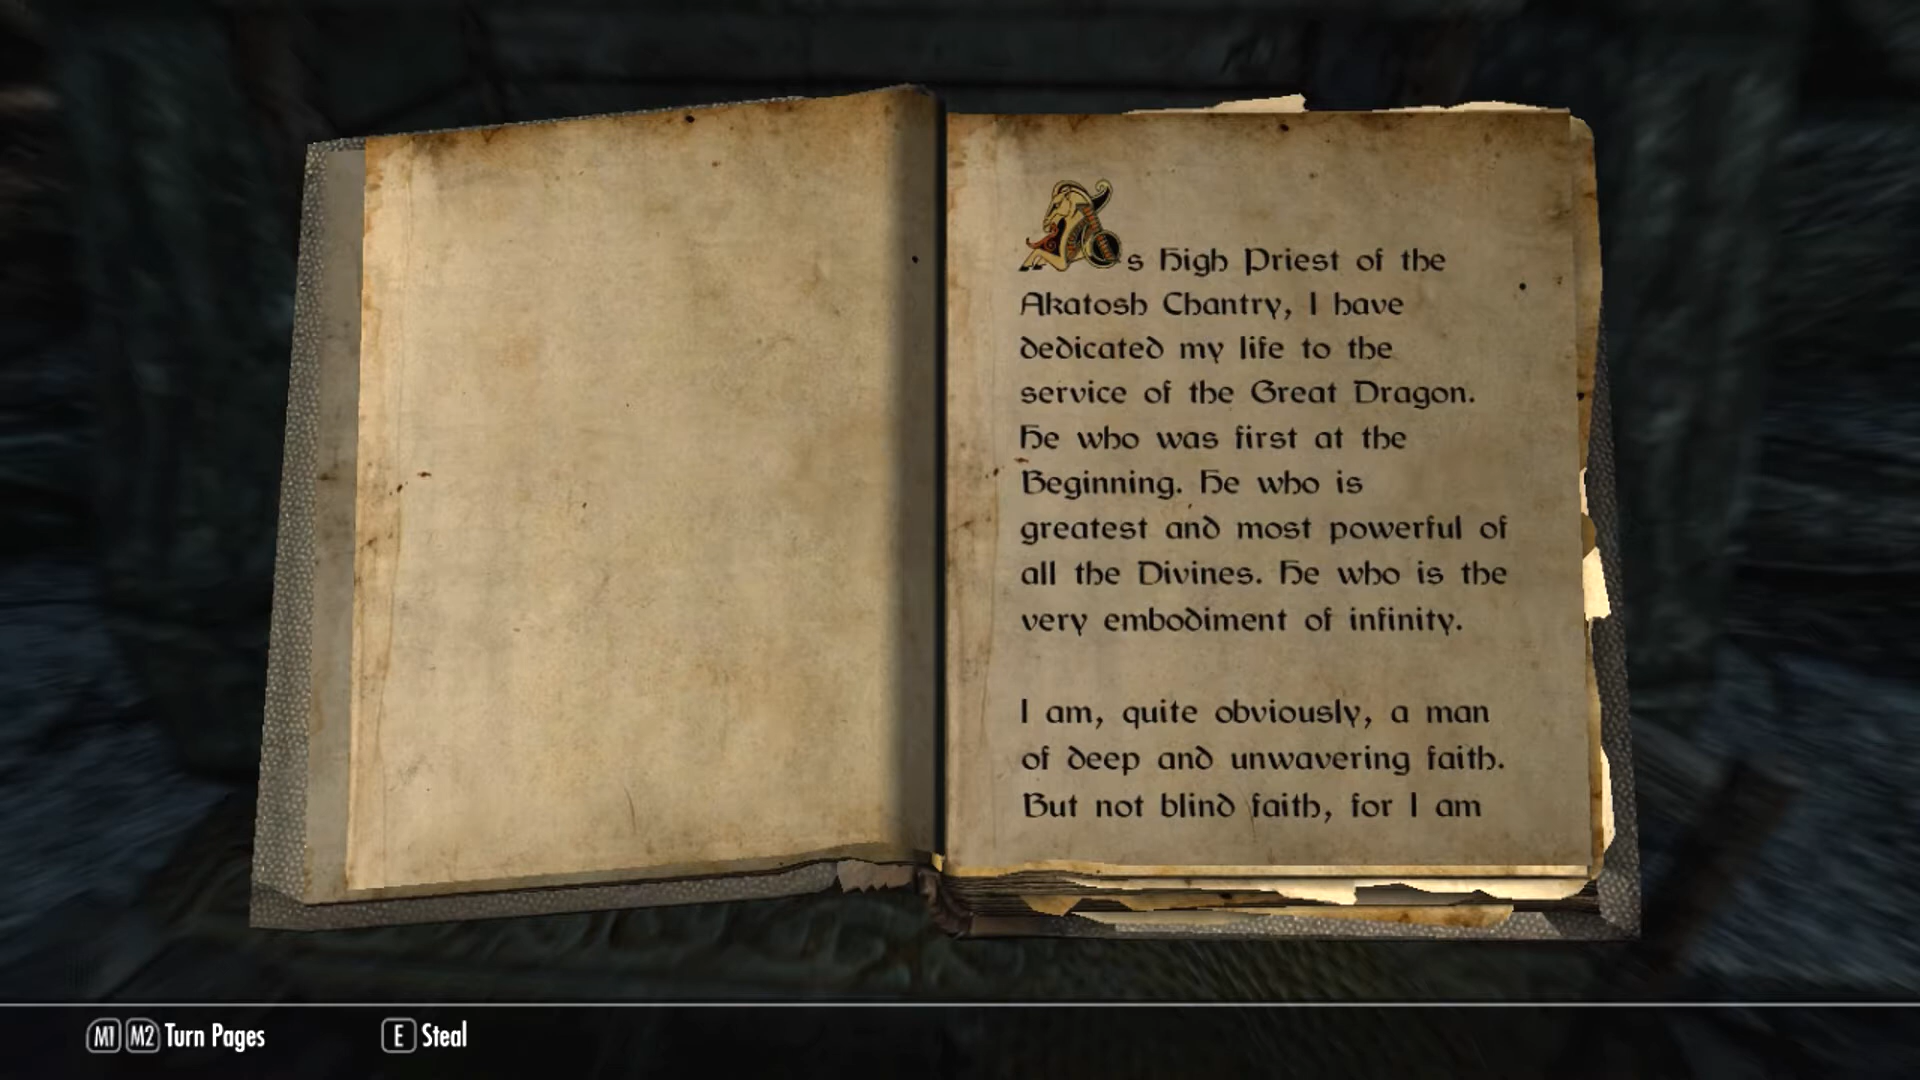 As High Priest of the
Akatosh Chantry, I have
dedicated my life to the
service of the Great Dragon.
He who was first at the
Beginning. He who is
greatest and most powerful of
all the Divines. He who is the
very embodiment of infinity.
I am, quite obviously, a man
of deep and unwavering faith.
But not blind faith, for I am
M1 M2 Turn Pages
E Steal